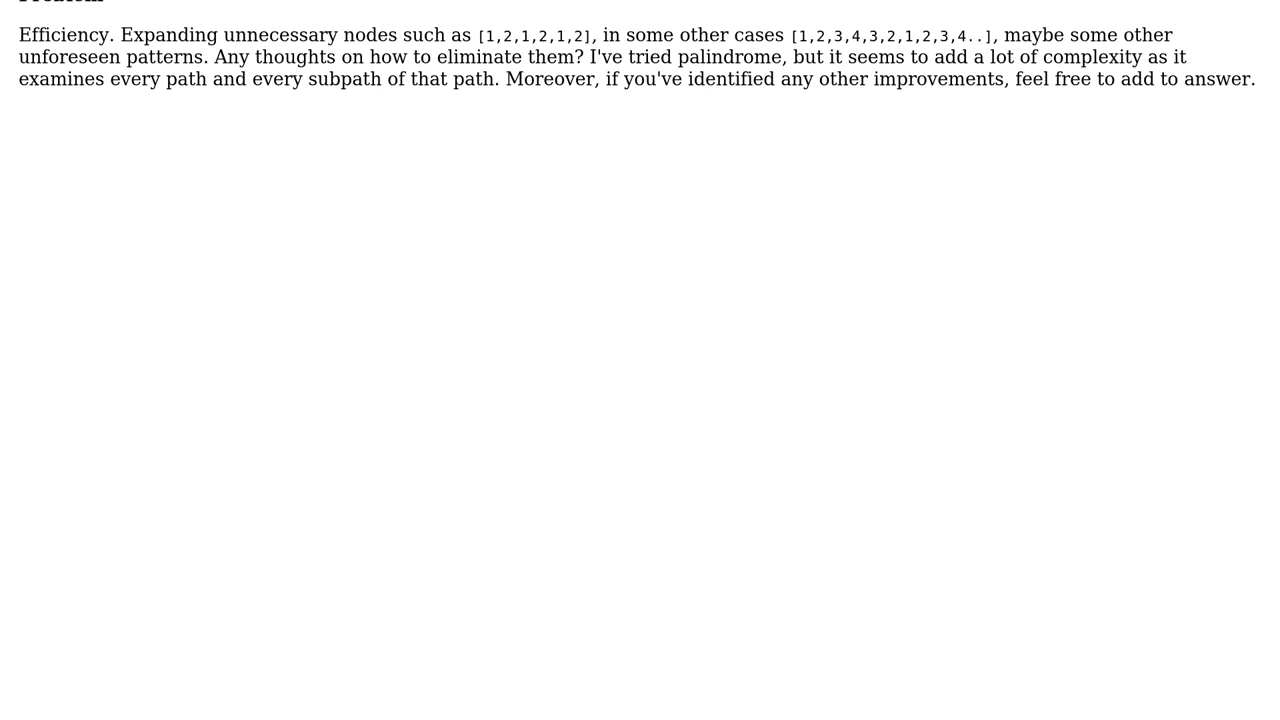 Efficiency. Expanding unnecessary nodes such as [1,2,1,2,1,2], in some other cases [1,2,3,4,3,2,1,2,3,4..], maybe some other
unforeseen patterns. Any thoughts on how to eliminate them? I've tried palindrome, but it seems to add a lot of complexity as it
examines every path and every subpath of that path. Moreover, if you've identified any other improvements, feel free to add to answer.